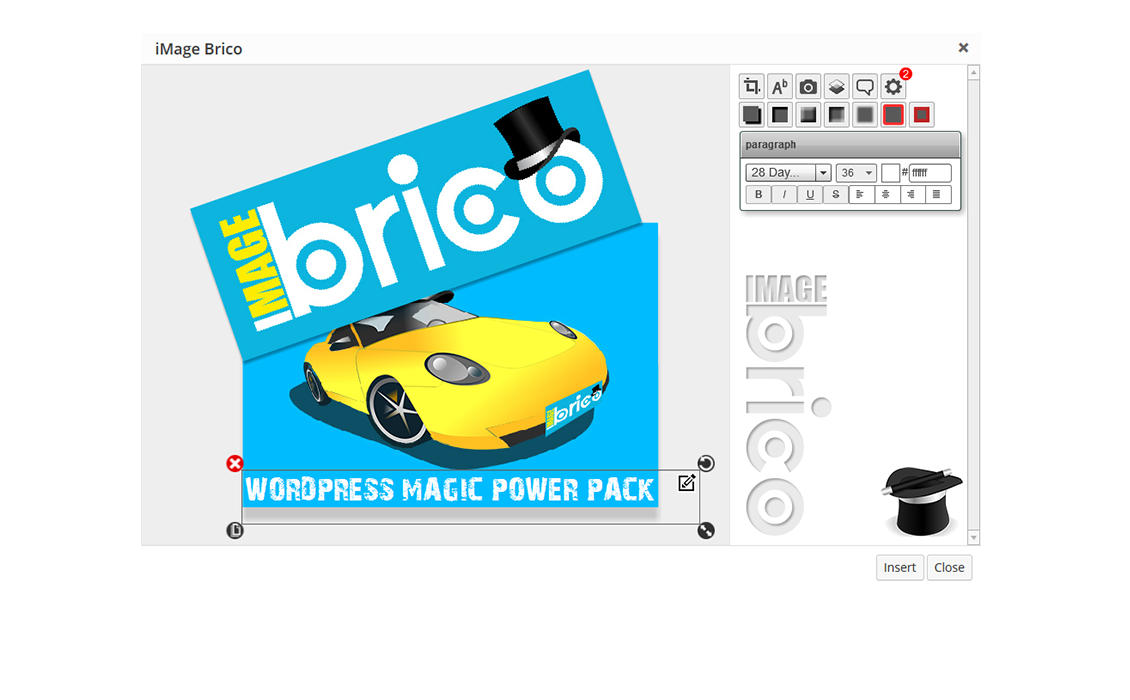 iMage Brico
2
paragraph
28 Day...
36
# ffffff
B I U S
IMAGE
brico
IMAGE
brico
WORDPRESS MAGIC POWER PACK
IMAGE
brico
Insert
Close